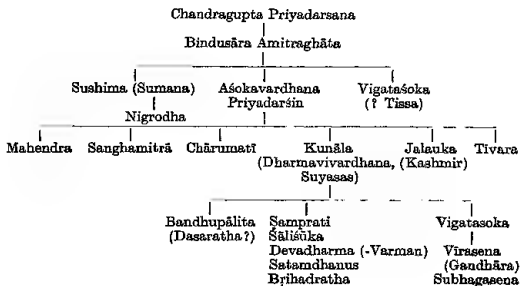 Chandragupta Priyadarsana
Bindusāra Amitraghāta
Sushima (Sumana) Aśokavardhana Vigataśoka
Priyadarśin (? Tissa)
Nigrodha
Mahendra Sanghamitrā Chārumatī Kunāla Jalauka Tivara
(Dharmavivardhana, (Kashmir)
Suyasas)
Bandhupālita Samprati Vigatasoka
(Dasaratha?) Śāliśūka
Devadharma (-Varman) Vīrasena
Satamdhanus (Gandhāra)
Bṛihadratha Subhagasena